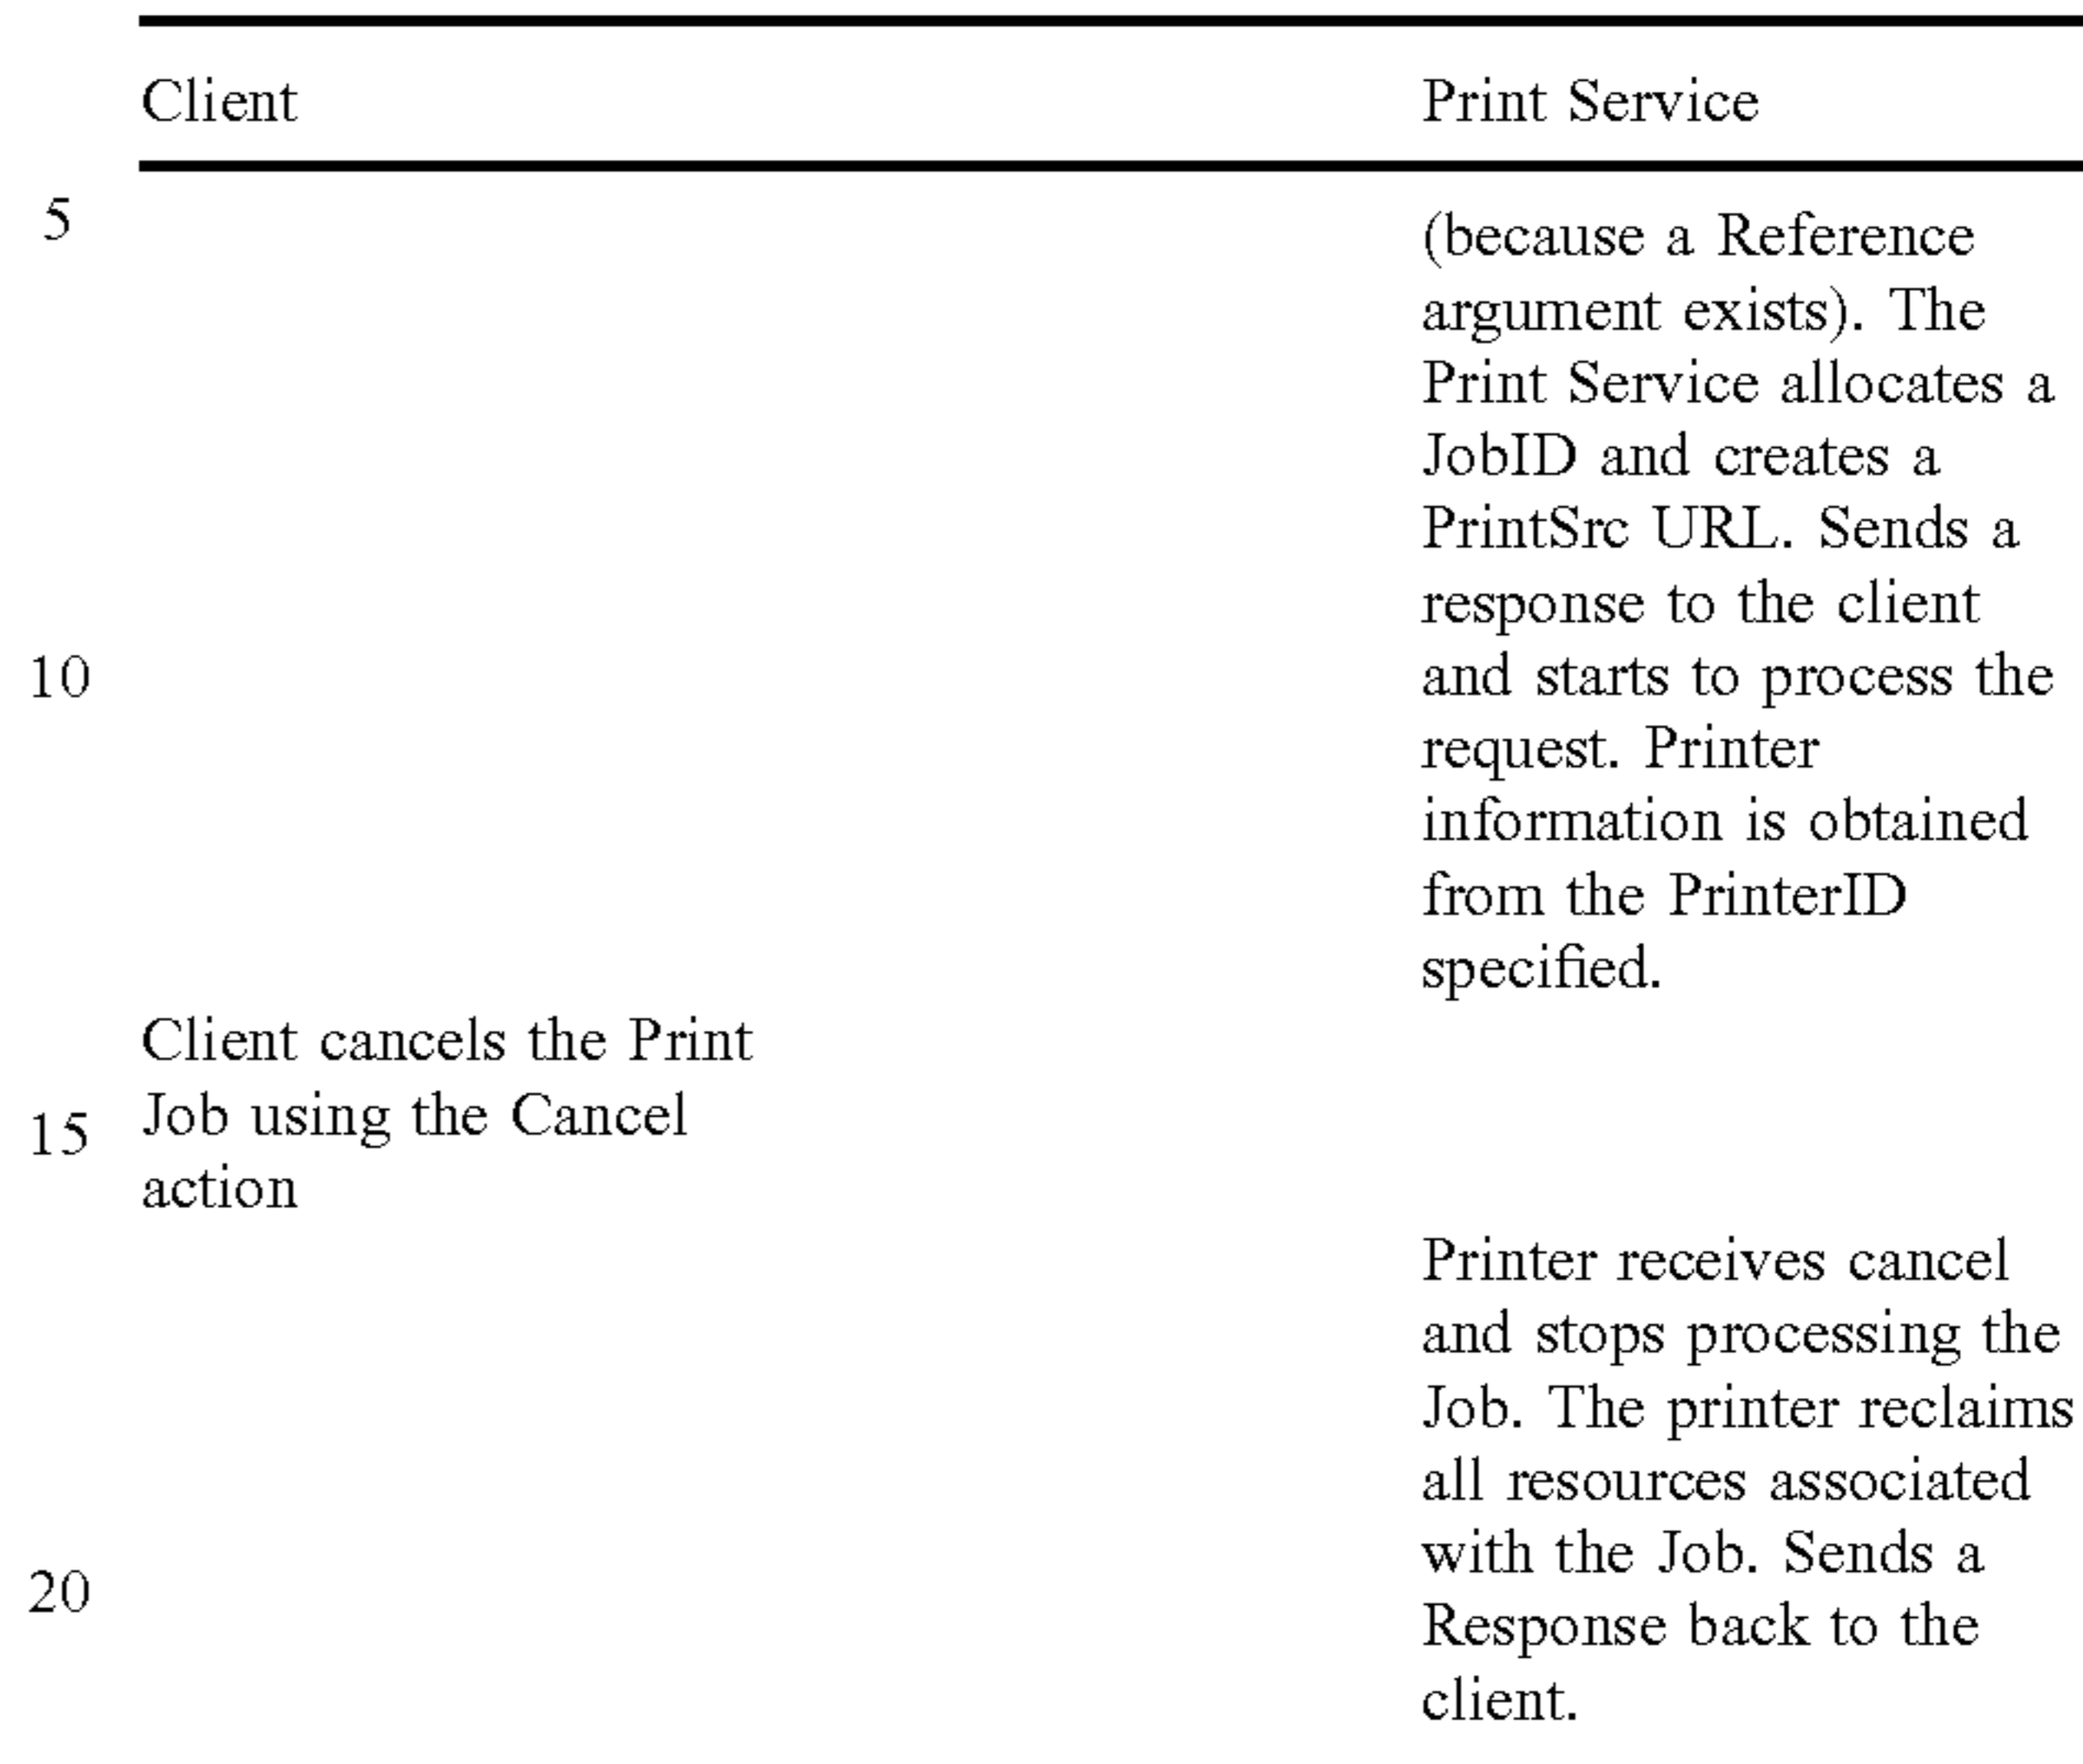 Client Print Service
5 (because a Reference
argument exists). The
Print Service allocates a
JobID and creates a
PrintSrc URL. Sends a
response to the client
10 and starts to process the
request. Printer
information is obtained
from the PrinterID
specified.
Client cancels the Print
15 Job using the Cancel
action
Printer receives cancel
and stops processing the
Job. The printer reclaims
all resources associated
20 with the Job. Sends a
Response back to the
client.